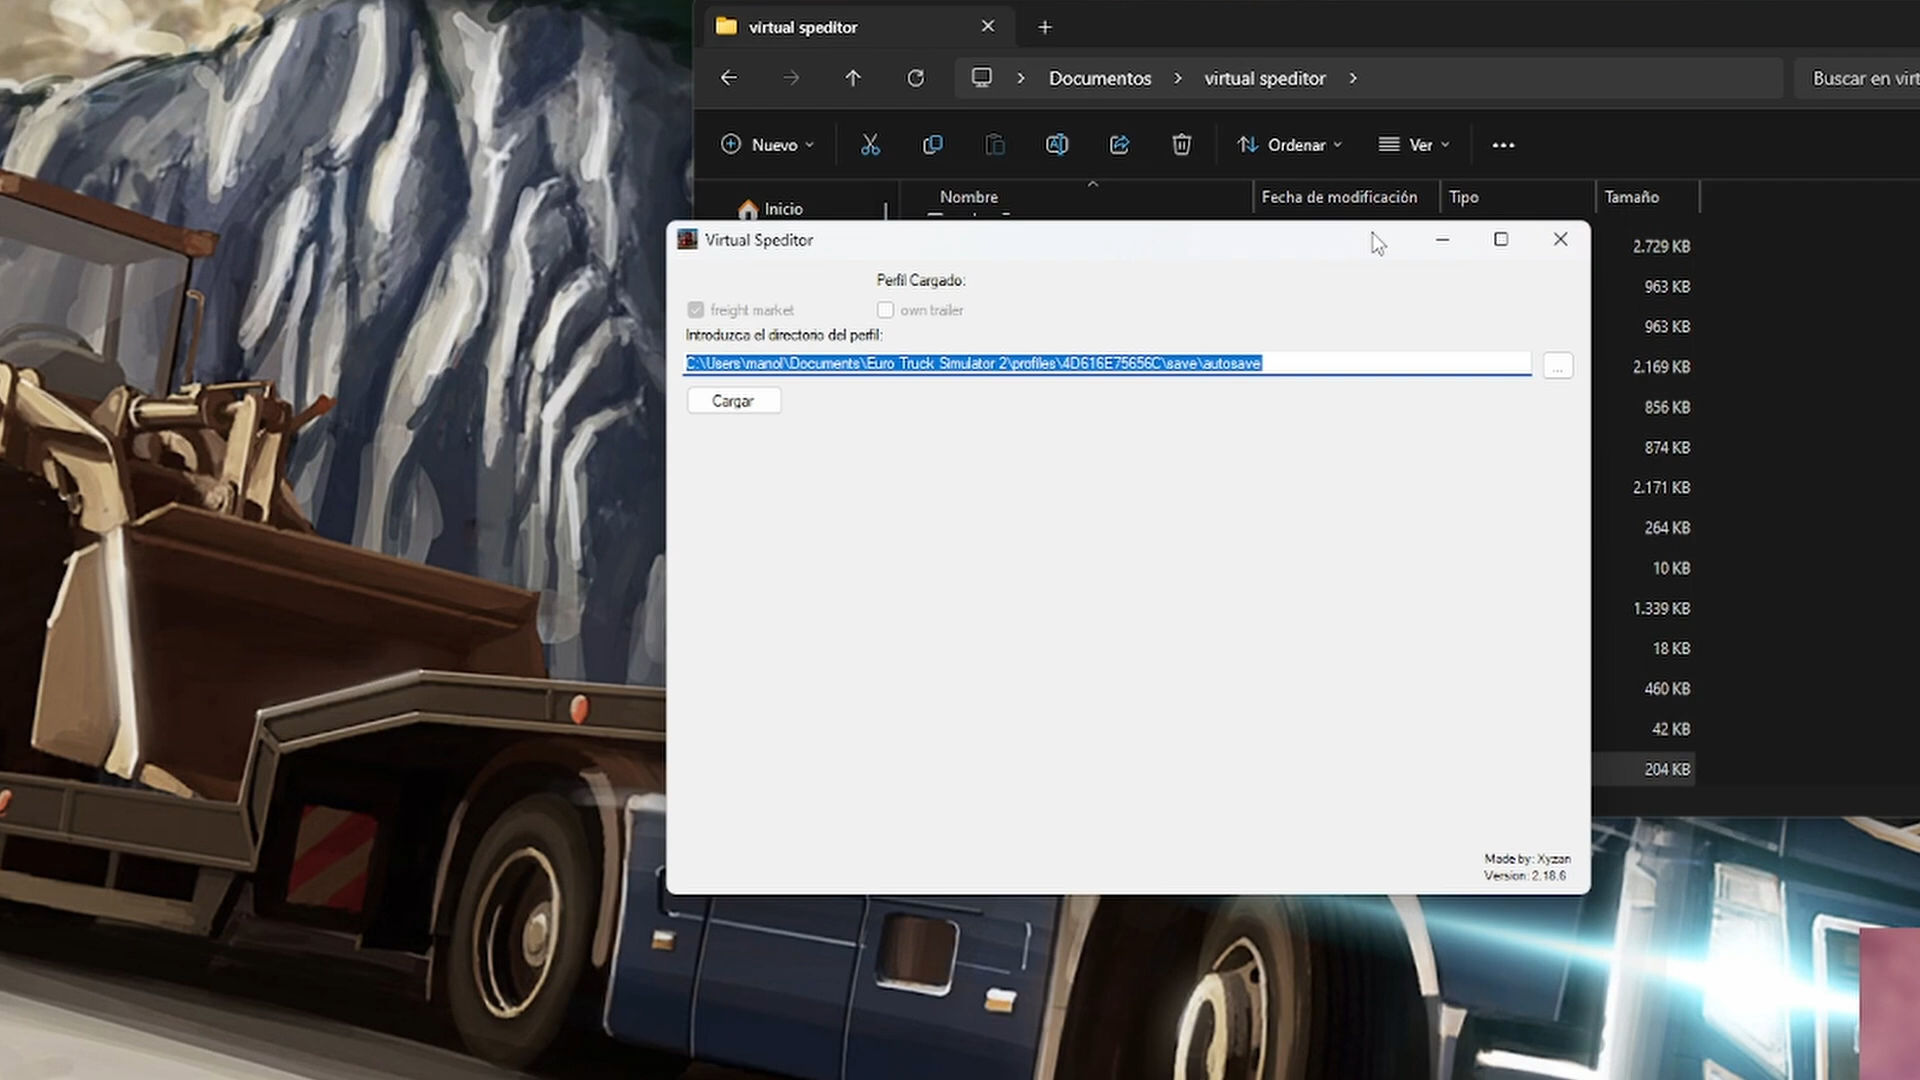 virtual speditor
Documentos
virtual speditor
Buscar en virt
Nuevo
Ordenar
Ver
Inicio
Nombre
Fecha de modificación
Tipo
Tamaño
Virtual Speditor
Perfil Cargado:
freight market
own trailer
Introduzca el directorio del perfil:
C:\Users\manol\Documents\Euro Truck Simulator 2\profiles\4D616E75656C\save\autosave
...
Cargar
2.729 KB
963 KB
963 KB
2.169 KB
856 KB
874 KB
2.171 KB
264 KB
10 KB
1.339 KB
18 KB
460 KB
42 KB
204 KB
Made by: Xyzan
Version: 2.18.6